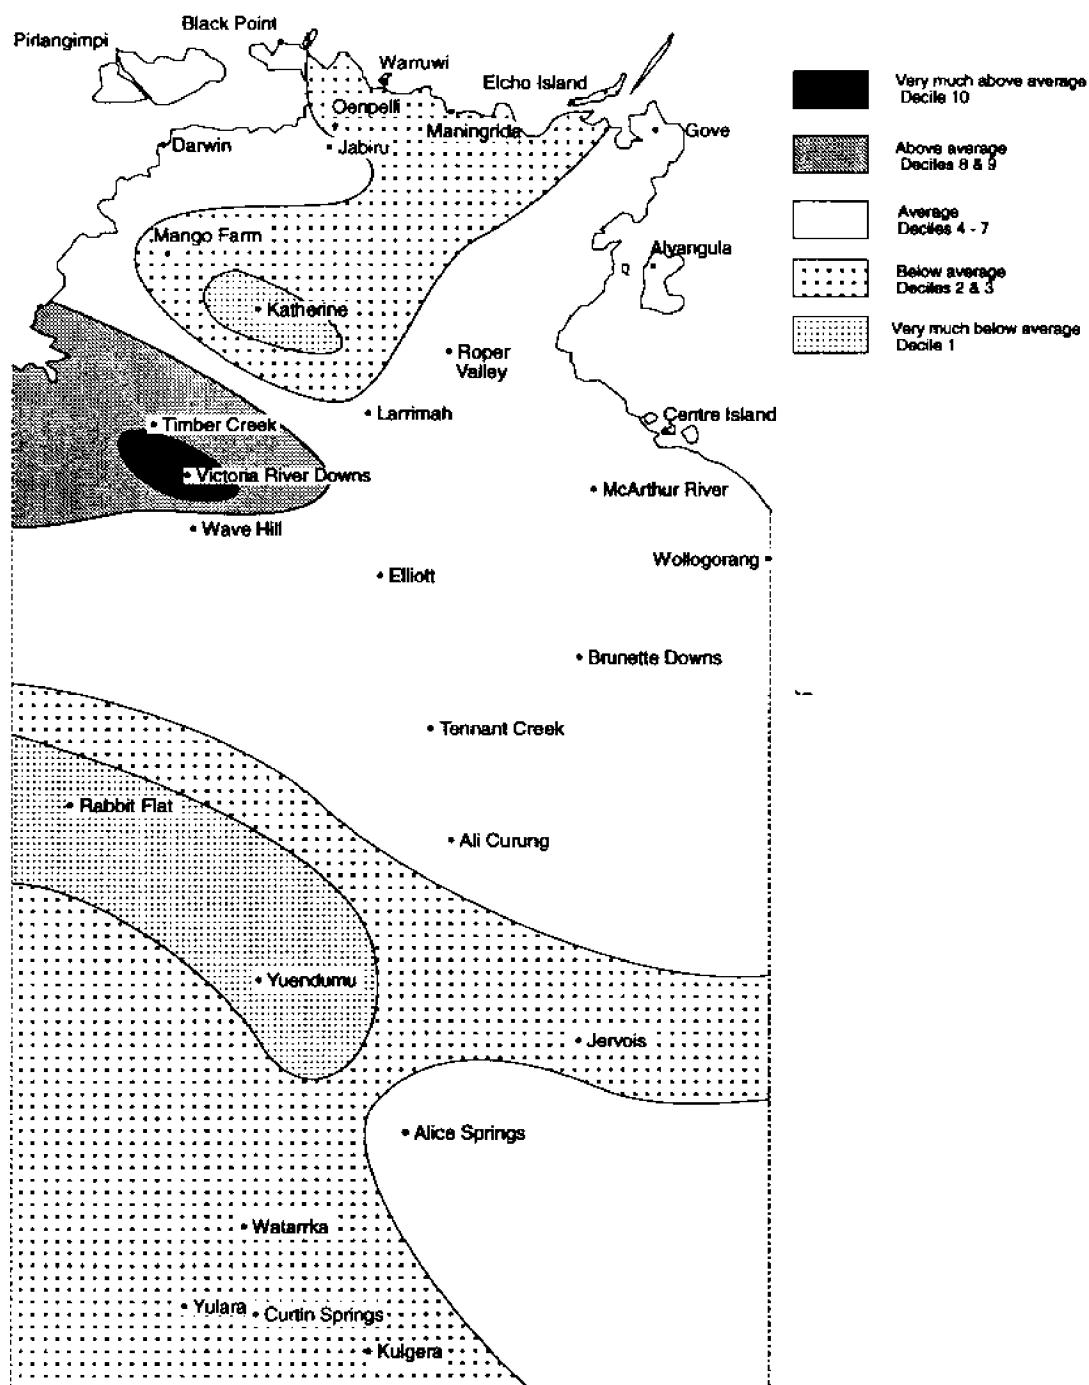 Black Point
Pirlangimpi
Warruwi
Elcho Island
Oenpelli
Maningrida
Gove
Darwin
Jabiru
Mango Farm
Alyangula
Katherine
Roper
Valley
Larrimah
Centre Island
Timber Creek
Victoria River Downs
McArthur River
Wave Hill
Wollogorang
Elliott
Brunette Downs
Tennant Creek
Rabbit Flat
Ali Curung
Yuendumu
Jervois
Alice Springs
Watarrka
Yulara
Curtin Springs
Kulgera
Very much above average
Decile 10
Above average
Deciles 8 & 9
Average
Deciles 4 - 7
Below average
Deciles 2 & 3
Very much below average
Decile 1